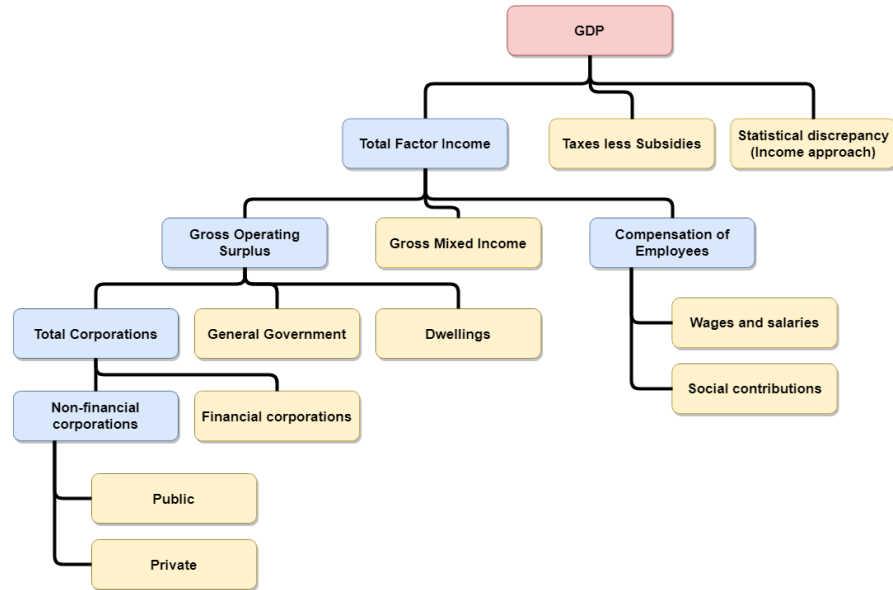 GDP
Total Factor Income
Taxes less Subsidies
Statistical discrepancy
(Income approach)
Gross Operating
Surplus
Gross Mixed Income
Compensation of
Employees
Total Corporations
General Government
Dwellings
Wages and salaries
Social contributions
Non-financial
corporations
Financial corporations
Public
Private